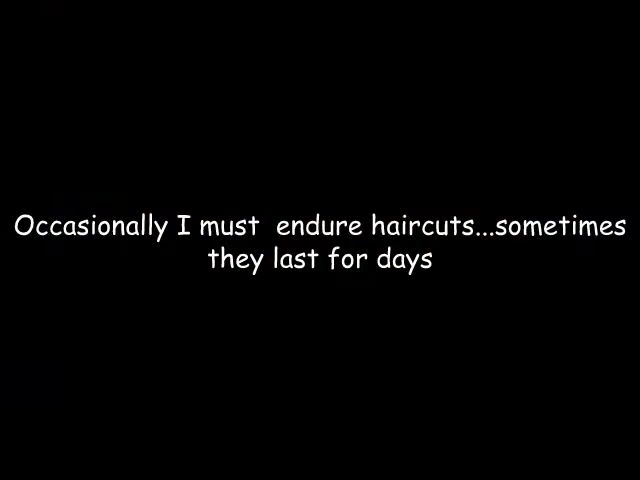 Occasionally I must  endure haircuts...sometimes
they last for days